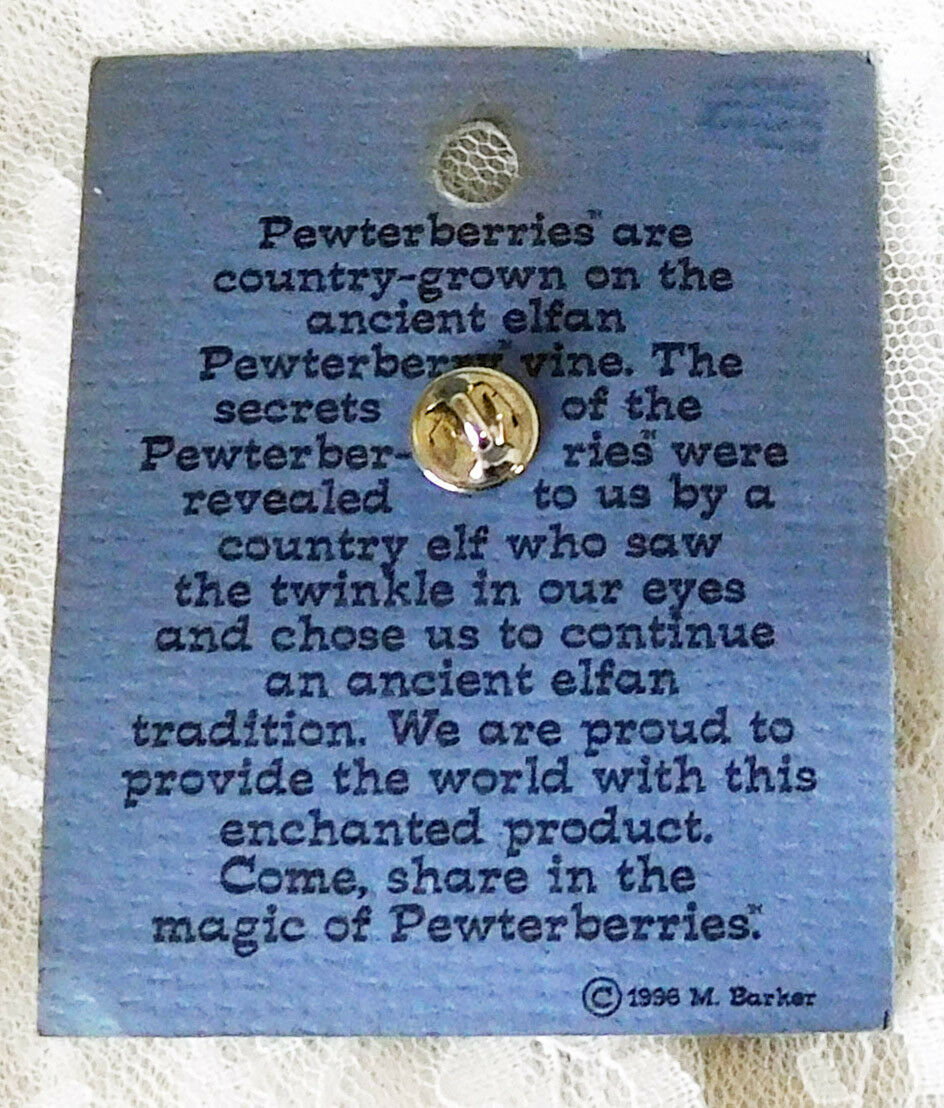 Pewterberries™ are
country-grown on the
ancient elfan
Pewterberry™ vine. The
secrets of the
Pewterber- ries™ were
revealed to us by a
country elf who saw
the twinkle in our eyes
and chose us to continue
an ancient elfan
tradition. We are proud to
provide the world with this
enchanted product.
Come, share in the
magic of Pewterberries.™
© 1996 M. Barker